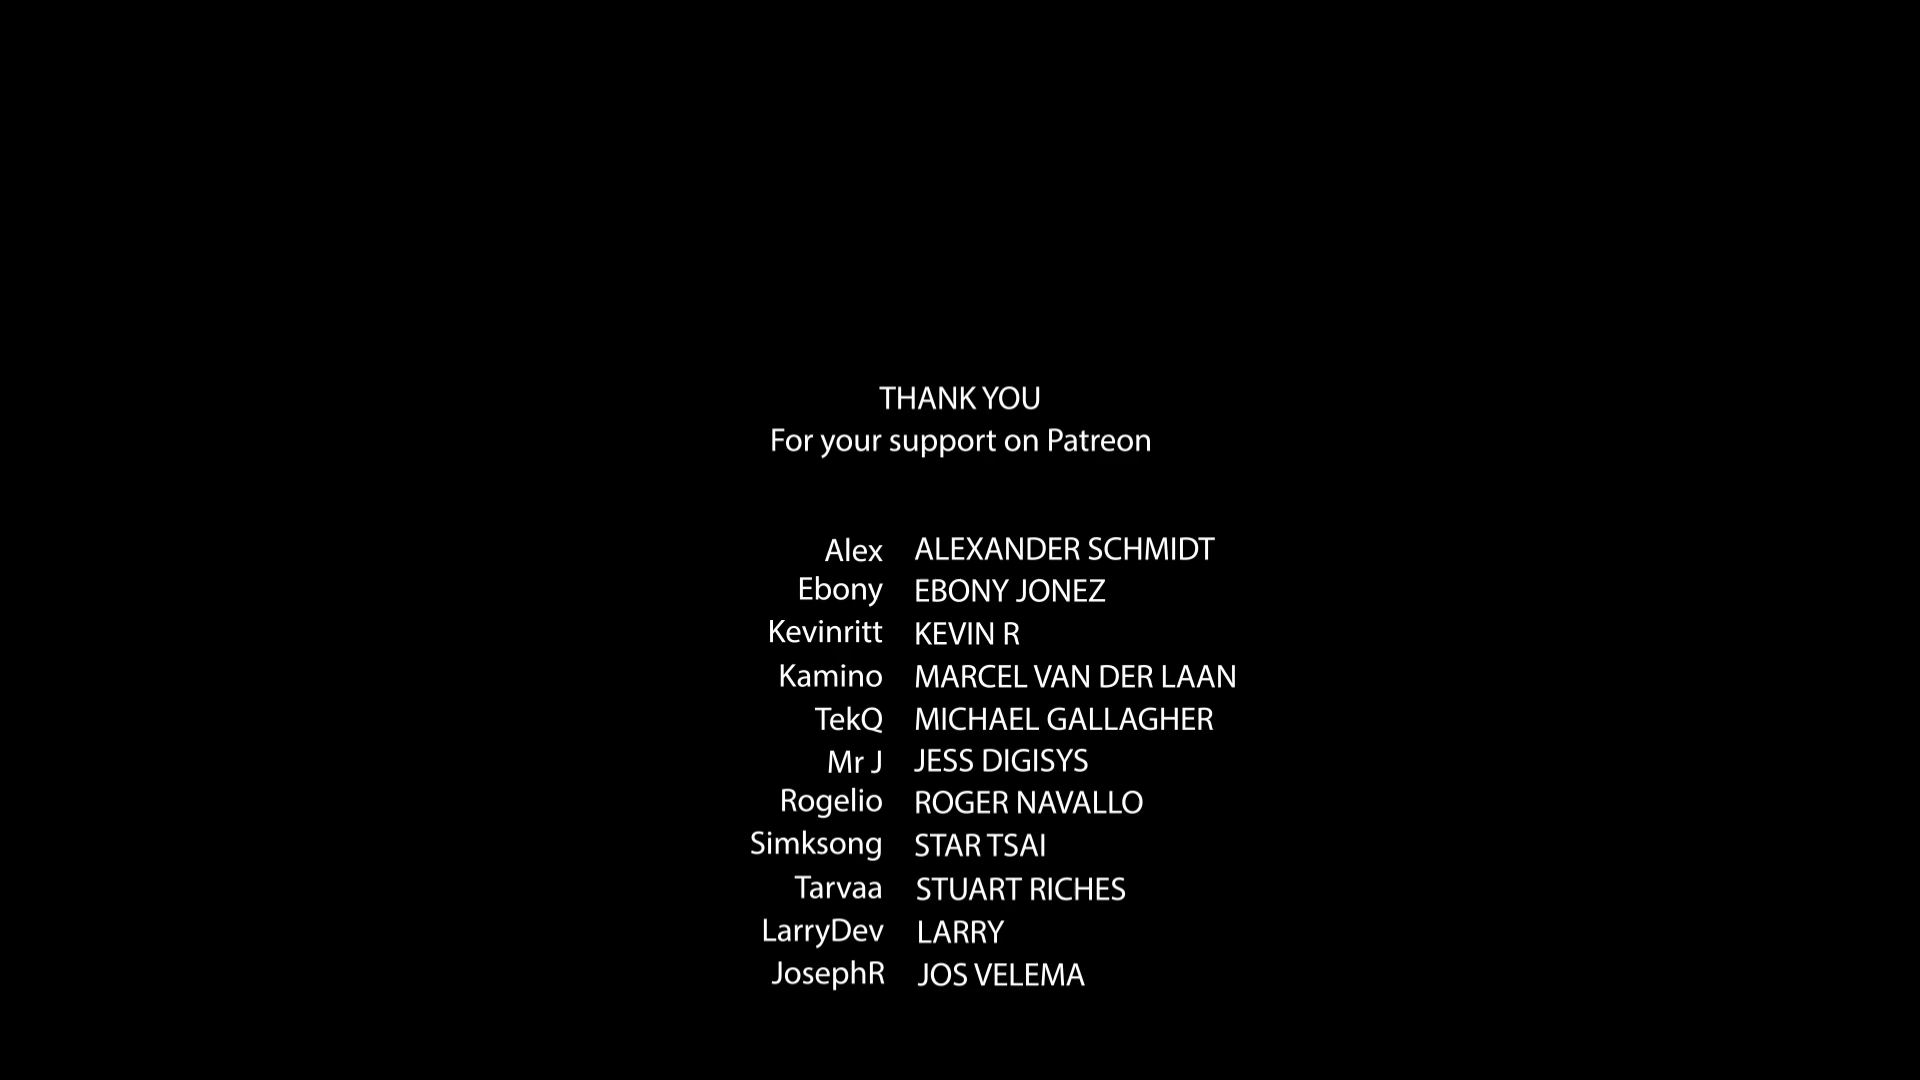 THANK YOU
For your support on Patreon
Alex ALEXANDER SCHMIDT
Ebony EBONY JONEZ
Kevinritt KEVIN R
Kamino MARCEL VAN DER LAAN
TekQ MICHAEL GALLAGHER
Mr J JESS DIGISYS
Rogelio ROGER NAVALLO
Simksong STAR TSAI
Tarvaa STUART RICHES
LarryDev LARRY
JosephR JOS VELEMA